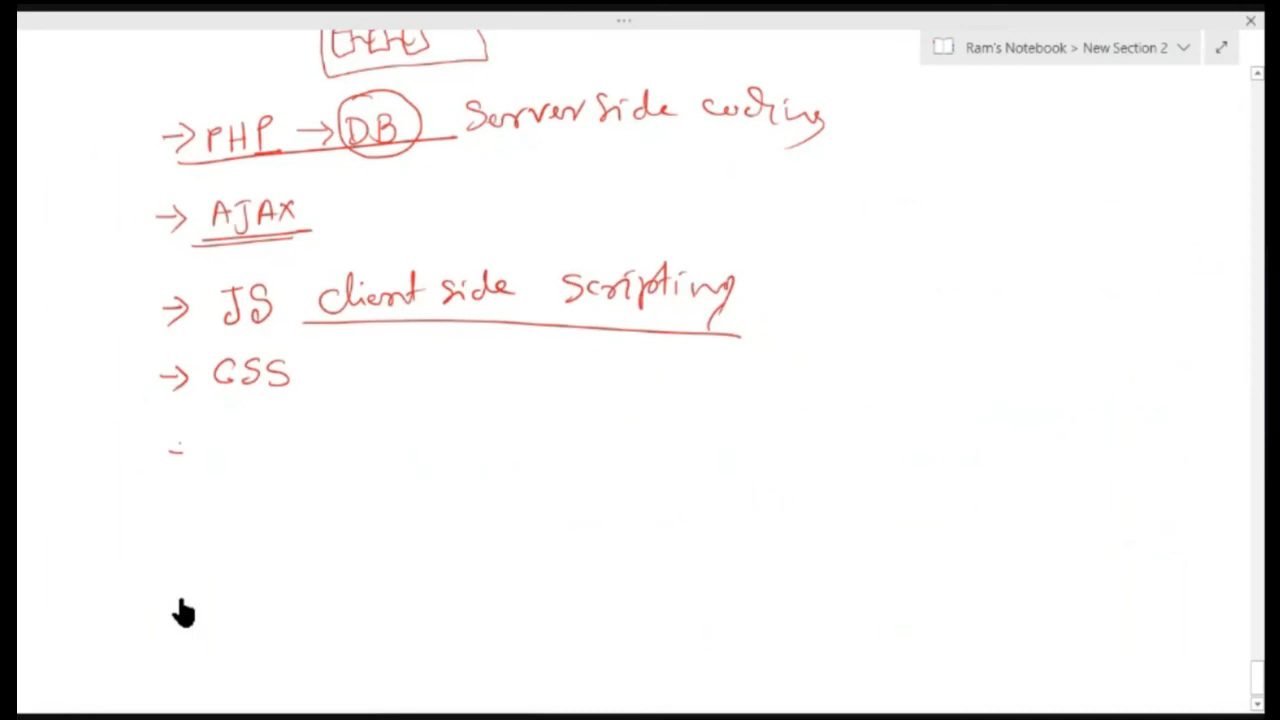 Ram's Notebook > New Section 2
→ PHP → DB Server side coding
→ AJAX
→ JS client side scripting
→ CSS